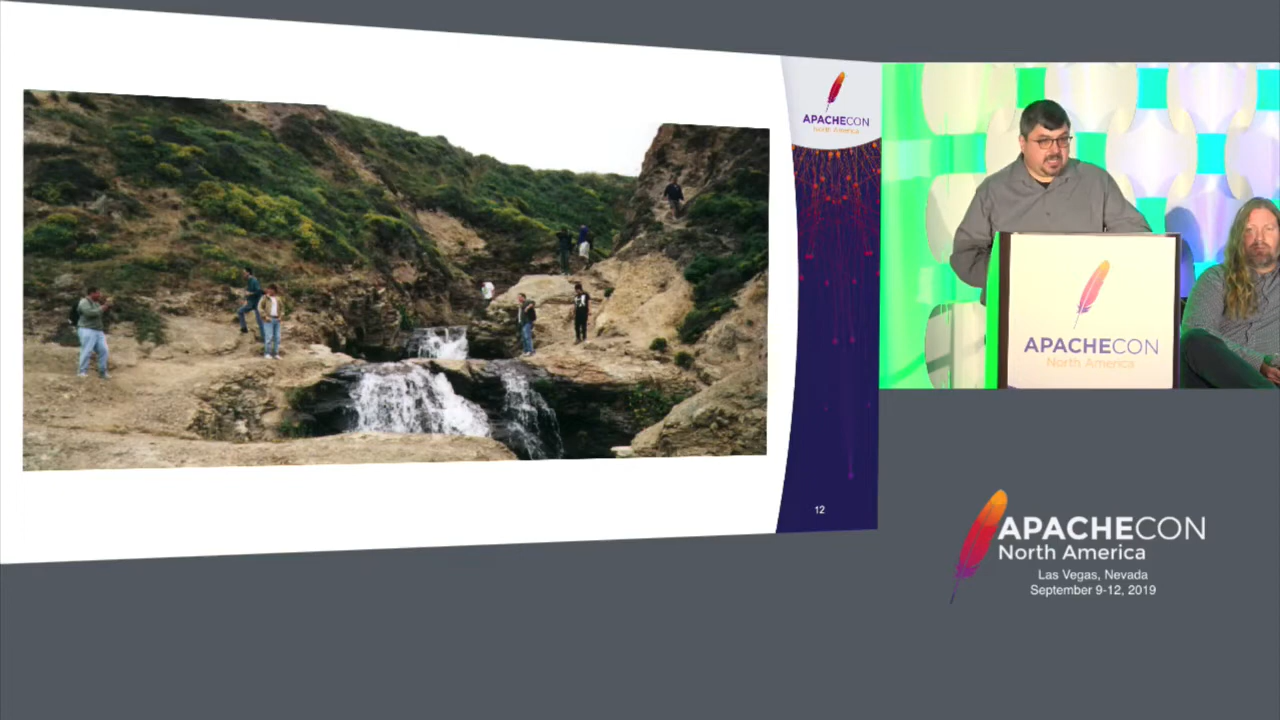 APACHECON
North America
12
APACHECON
North America
APACHECON
North America
Las Vegas, Nevada
September 9-12, 2019